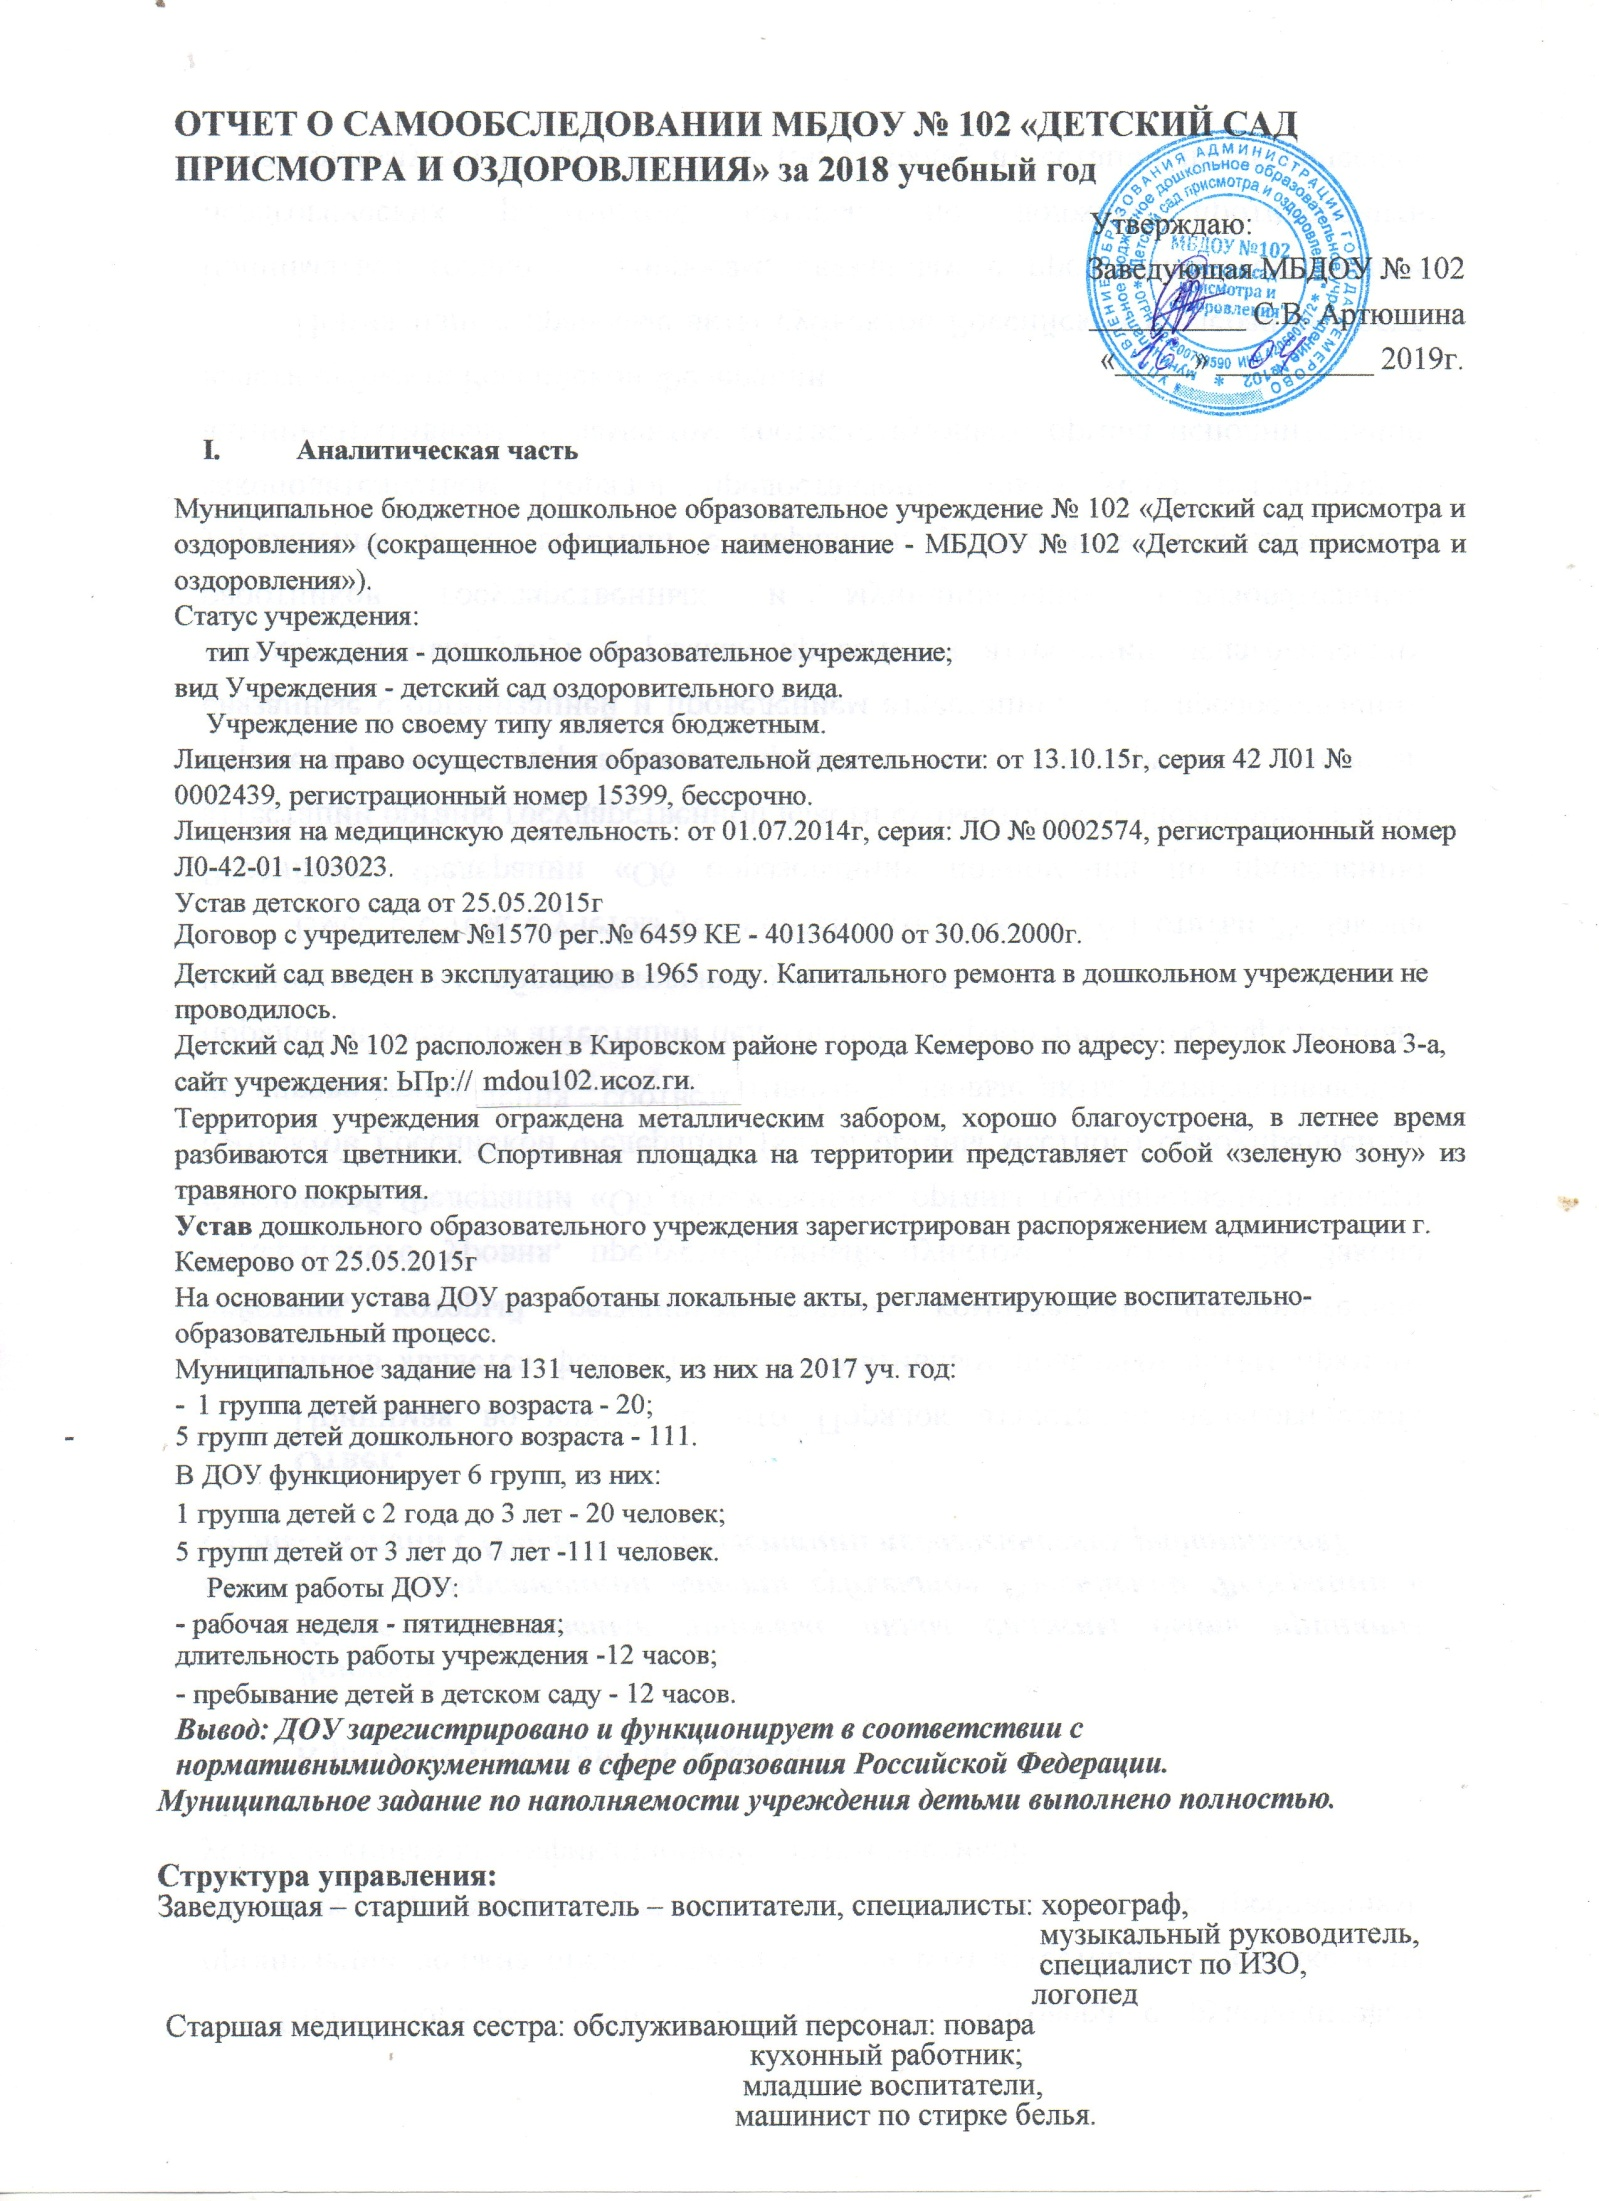 ОТЧЕТ О САМООБСЛЕДОВАНИИ МБДОУ № 102 «ДЕТСКИЙ САД
ПРИСМОТРА И ОЗДОРОВЛЕНИЯ» за 2018 учебный год
Утверждаю:
Заведующая МБДОУ № 102
С.В. Артюшина
«16» 04 2019г.
МБДОУ №102
I. Аналитическая часть
Муниципальное бюджетное дошкольное образовательное учреждение № 102 «Детский сад присмотра и
оздоровления» (сокращенное официальное наименование - МБДОУ № 102 «Детский сад присмотра и
оздоровления»).
Статус учреждения:
тип Учреждения - дошкольное образовательное учреждение;
вид Учреждения - детский сад оздоровительного вида.
Учреждение по своему типу является бюджетным.
Лицензия на право осуществления образовательной деятельности: от 13.10.15г, серия 42 Л01 №
0002439, регистрационный номер 15399, бессрочно.
Лицензия на медицинскую деятельность: от 01.07.2014г, серия: ЛО № 0002574, регистрационный номер
Л0-42-01 -103023.
Устав детского сада от 25.05.2015г
Договор с учредителем №1570 рег.№ 6459 КЕ - 401364000 от 30.06.2000г.
Детский сад введен в эксплуатацию в 1965 году. Капитального ремонта в дошкольном учреждении не
проводилось.
Детский сад № 102 расположен в Кировском районе города Кемерово по адресу: переулок Леонова 3-а,
сайт учреждения: ЬПр:// mdou102.исоz.ги.
Территория учреждения ограждена металлическим забором, хорошо благоустроена, в летнее время
разбиваются цветники. Спортивная площадка на территории представляет собой «зеленую зону» из
травяного покрытия.
Устав дошкольного образовательного учреждения зарегистрирован распоряжением администрации г.
Кемерово от 25.05.2015г
На основании устава ДОУ разработаны локальные акты, регламентирующие воспитательно-
образовательный процесс.
Муниципальное задание на 131 человек, из них на 2017 уч. год:
- 1 группа детей раннего возраста - 20;
5 групп детей дошкольного возраста - 111.
В ДОУ функционирует 6 групп, из них:
1 группа детей с 2 года до 3 лет - 20 человек;
5 групп детей от 3 лет до 7 лет -111 человек.
Режим работы ДОУ:
- рабочая неделя - пятидневная;
длительность работы учреждения -12 часов;
- пребывание детей в детском саду - 12 часов.
Вывод: ДОУ зарегистрировано и функционирует в соответствии с
нормативнымидокументами в сфере образования Российской Федерации.
Муниципальное задание по наполняемости учреждения детьми выполнено полностью.
Структура управления:
Заведующая – старший воспитатель – воспитатели, специалисты: хореограф,
музыкальный руководитель,
специалист по ИЗО,
логопед
Старшая медицинская сестра: обслуживающий персонал: повара
кухонный работник;
младшие воспитатели,
машинист по стирке белья.